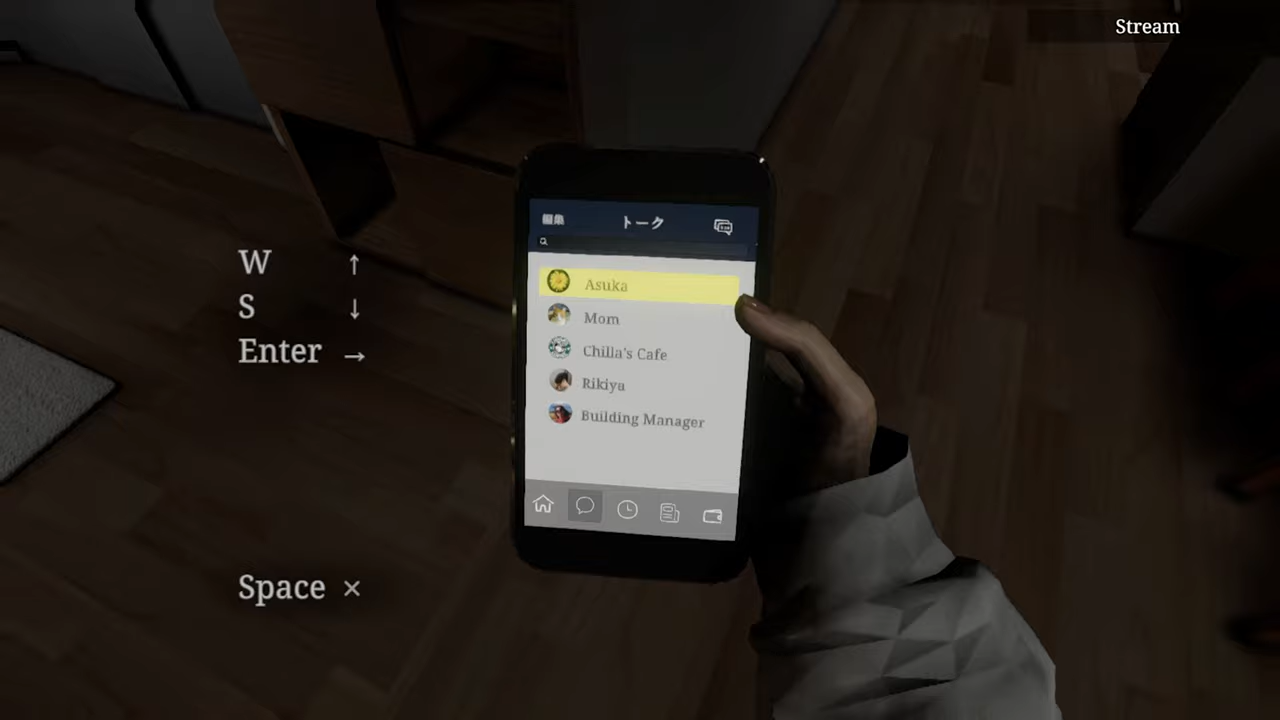 Stream
編集 トーク
Asuka
Mom
Chilla's Cafe
Rikiya
Building Manager
W ↑
S ↓
Enter →
Space ×